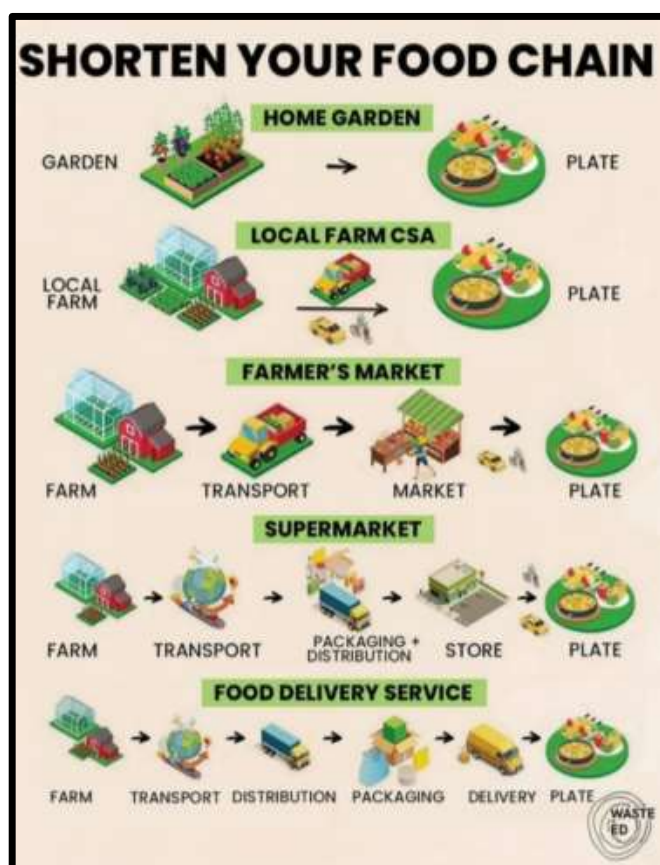 SHORTEN YOUR FOOD CHAIN
HOME GARDEN
GARDEN
PLATE
LOCAL FARM CSA
LOCAL
FARM
PLATE
FARMER'S MARKET
FARM
TRANSPORT
MARKET
PLATE
SUPERMARKET
FARM
TRANSPORT
PACKAGING +
DISTRIBUTION
STORE
PLATE
FOOD DELIVERY SERVICE
FARM
TRANSPORT
DISTRIBUTION
PACKAGING
DELIVERY
PLATE
WASTE
ED